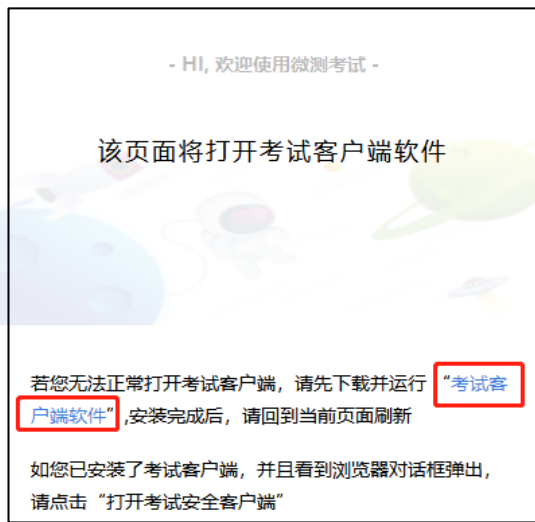 - HI, 欢迎使用微测考试 -
该页面将打开考试客户端软件
若您无法正常打开考试客户端，请先下载并运行 “考试客
户端软件” ,安装完成后，请回到当前页面刷新
如您已安装了考试客户端，并且看到浏览器对话框弹出，
请点击“打开考试安全客户端”